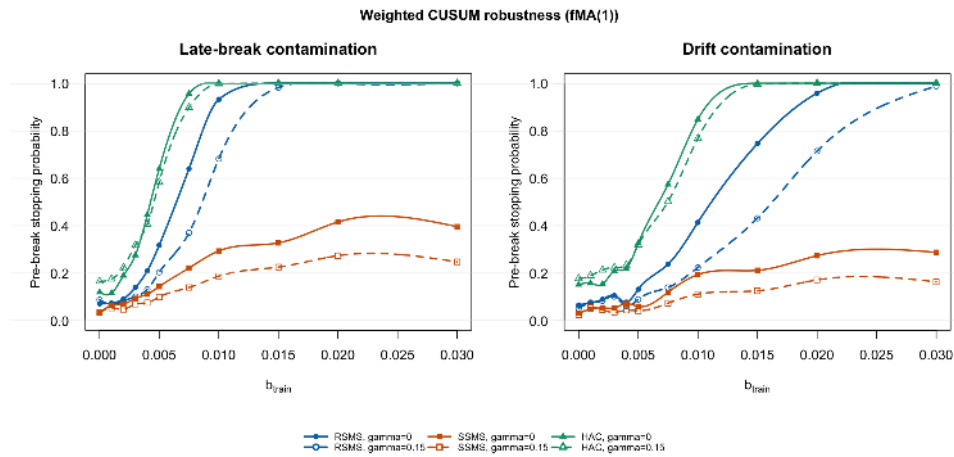 Weighted CUSUM robustness (fMA(1))
Late-break contamination
Drift contamination
Pre-break stopping probability
1.0
0.8
0.6
0.4
0.2
0.0
0.000 0.005 0.010 0.015 0.020 0.025 0.030
b_train
Pre-break stopping probability
1.0
0.8
0.6
0.4
0.2
0.0
0.000 0.005 0.010 0.015 0.020 0.025 0.030
b_train
RSMS, gamma=0 SSMS, gamma=0 HAC, gamma=0
RSMS, gamma=0.15 SSMS, gamma=0.15 HAC, gamma=0.15